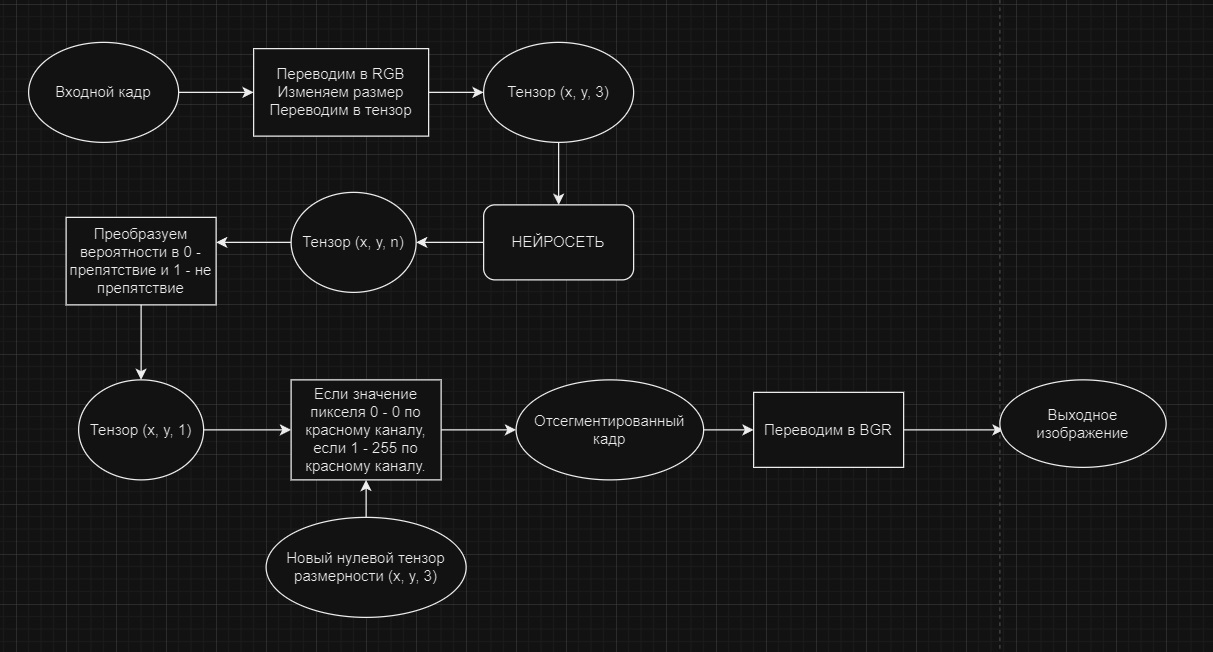 Входной кадр
Переводим в RGB
Изменяем размер
Переводим в тензор
Тензор (x, y, 3)
НЕЙРОСЕТЬ
Тензор (x, y, n)
Преобразуем
вероятности в 0 -
препятствие и 1 - не
препятствие
Тензор (x, y, 1)
Если значение
пикселя 0 - 0 по
красному каналу,
если 1 - 255 по
красному каналу.
Новый нулевой тензор
размерности (x, y, 3)
Отсегментированный
кадр
Переводим в BGR
Выходное
изображение